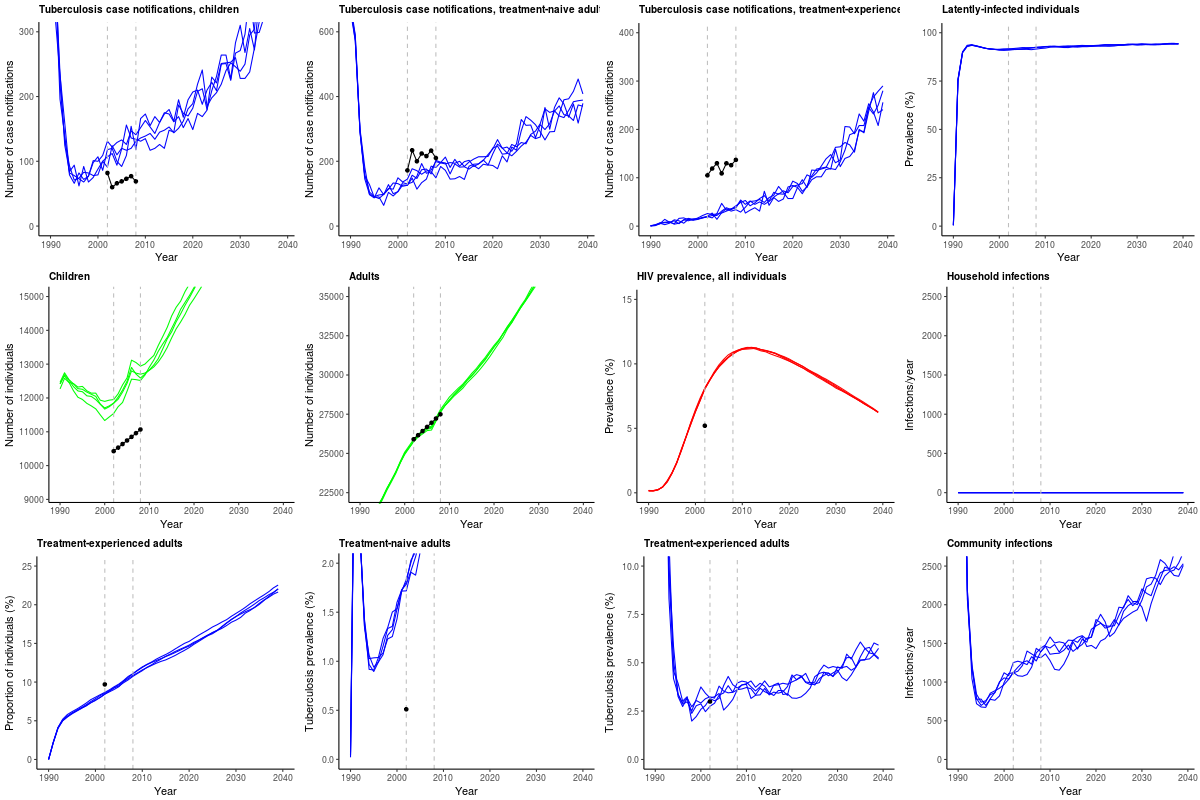 Tuberculosis case notifications, children
Number of case notifications
300
200
100
0
1990 2000 2010 2020 2030 2040
Year
Tuberculosis case notifications, treatment-naive adult
Number of case notifications
600
400
200
0
1990 2000 2010 2020 2030 2040
Year
Tuberculosis case notifications, treatment-experience
Number of case notifications
400
300
200
100
0
1990 2000 2010 2020 2030 2040
Year
Latently-infected individuals
Prevalence (%)
100
75
50
25
0
1990 2000 2010 2020 2030 2040
Year
Children
Number of individuals
15000
14000
13000
12000
11000
10000
9000
1990 2000 2010 2020 2030 2040
Year
Adults
Number of individuals
35000
32500
30000
27500
25000
22500
1990 2000 2010 2020 2030 2040
Year
HIV prevalence, all individuals
Prevalence (%)
15
10
5
0
1990 2000 2010 2020 2030 2040
Year
Household infections
Infections/year
2500
2000
1500
1000
500
0
1990 2000 2010 2020 2030 2040
Year
Treatment-experienced adults
Proportion of individuals (%)
25
20
15
10
5
0
1990 2000 2010 2020 2030 2040
Year
Treatment-naive adults
Tuberculosis prevalence (%)
2.0
1.5
1.0
0.5
0.0
1990 2000 2010 2020 2030 2040
Year
Treatment-experienced adults
Tuberculosis prevalence (%)
10.0
7.5
5.0
2.5
0.0
1990 2000 2010 2020 2030 2040
Year
Community infections
Infections/year
2500
2000
1500
1000
500
0
1990 2000 2010 2020 2030 2040
Year